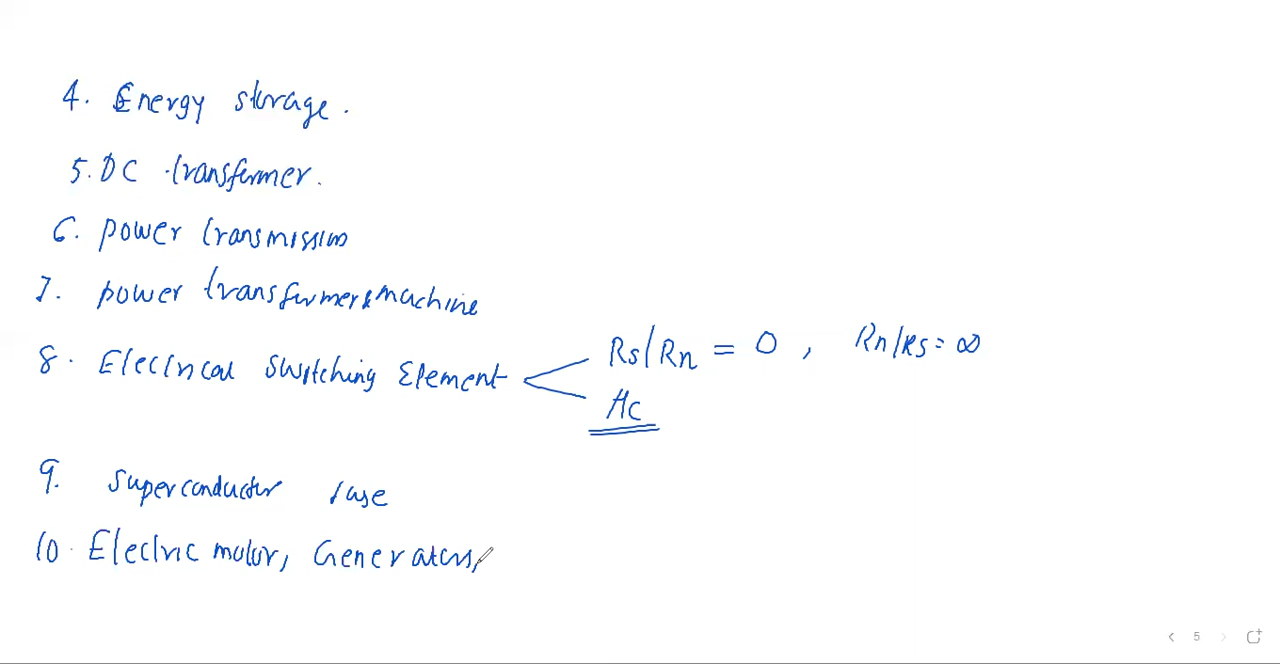 4. Energy storage.
5. DC transformer.
6. power transmission
7. power transformer & machine
8. Electrical Switching Element
Rs/Rn = 0 , Rn/Rs = ∞
Hc
9. Superconductor
10. Electric motor, Generators,
5